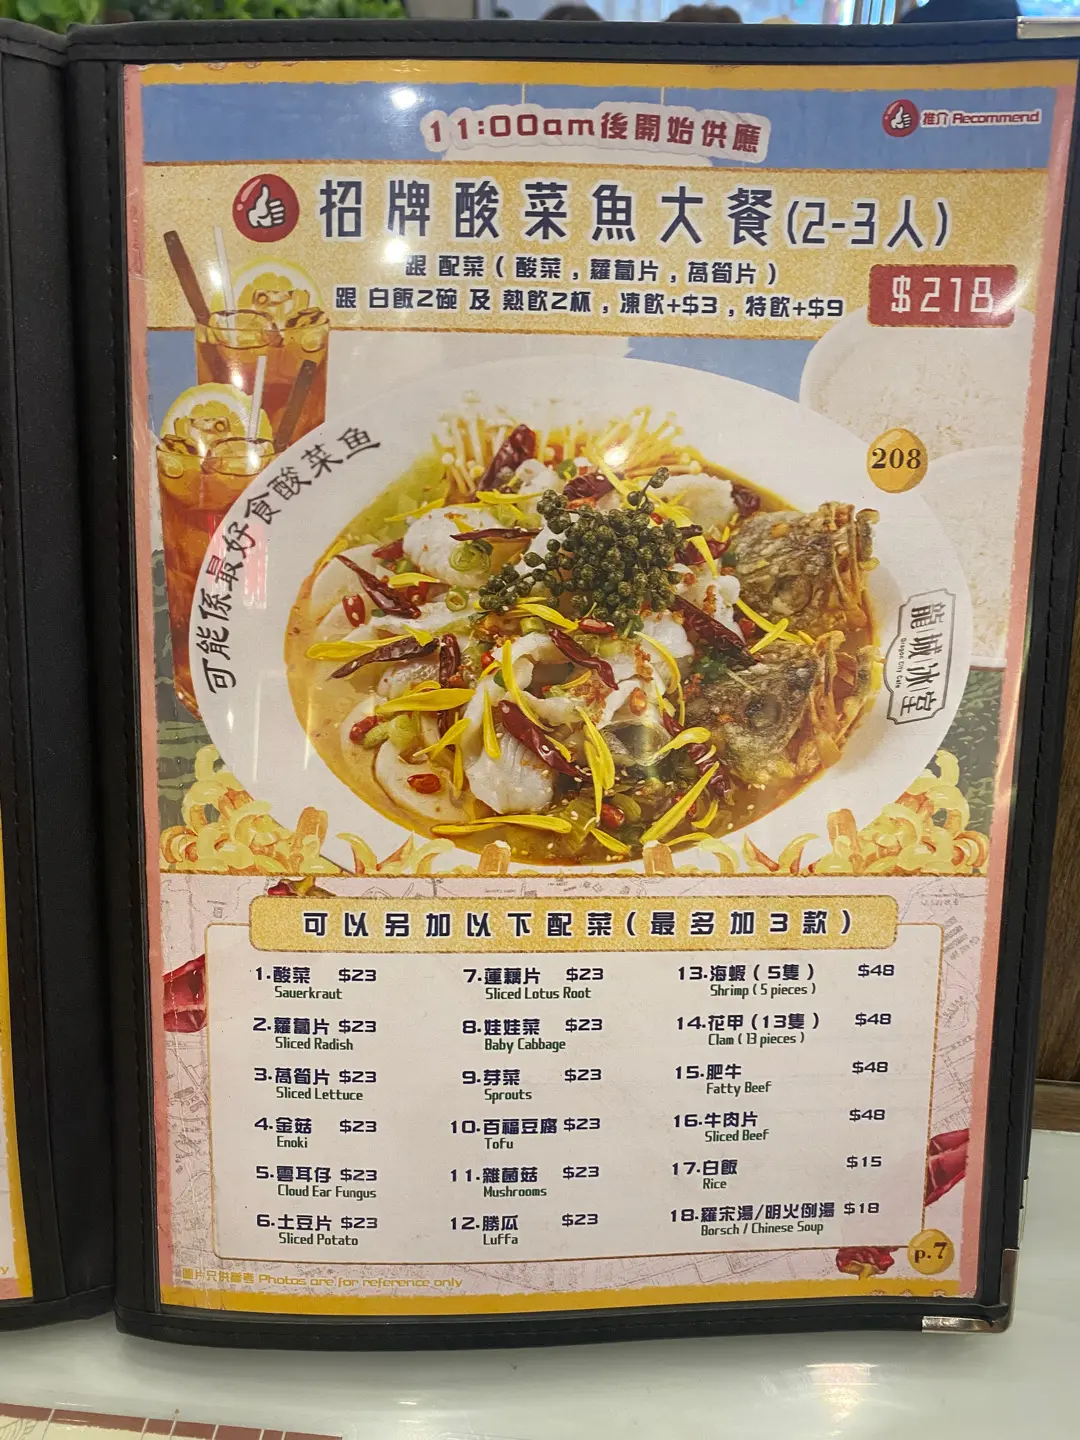 11:00am後開始供應
推介 Recommend
招牌酸菜魚大餐(2-3人)
跟 配菜 ( 酸菜 , 蘿蔔片 , 萵筍片 )
跟 白飯2碗 及 熱飲2杯 , 凍飲+$3 , 特飲+$9
$218
可能係最好食酸菜魚
208
龍城冰室
Dragon City Cafe
可以另加以下配菜 ( 最多加3款 )
1.酸菜 $23
Sauerkraut
2.蘿蔔片 $23
Sliced Radish
3.萵筍片 $23
Sliced Lettuce
4.金菇 $23
Enoki
5.雲耳仔 $23
Cloud Ear Fungus
6.土豆片 $23
Sliced Potato
7.蓮藕片 $23
Sliced Lotus Root
8.娃娃菜 $23
Baby Cabbage
9.芽菜 $23
Sprouts
10.百福豆腐 $23
Tofu
11.雜菌菇 $23
Mushrooms
12.勝瓜 $23
Luffa
13.海蝦 ( 5隻 ) $48
Shrimp ( 5 pieces )
14.花甲 ( 13隻 ) $48
Clam ( 13 pieces )
15.肥牛 $48
Fatty Beef
16.牛肉片 $48
Sliced Beef
17.白飯 $15
Rice
18.羅宋湯/明火例湯 $18
Borsch / Chinese Soup
p.7
圖片只供參考 Photos are for reference only